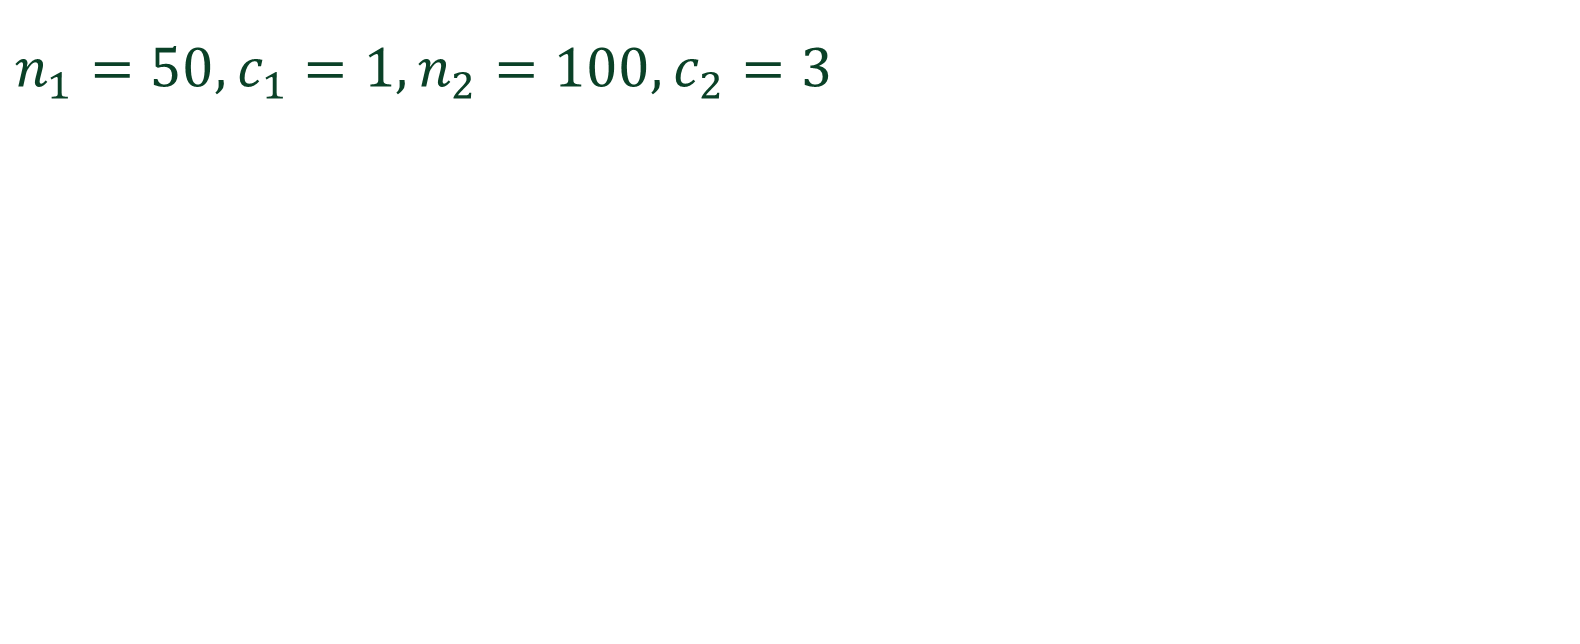 n₁ = 50, c₁ = 1, n₂ = 100, c₂ = 3